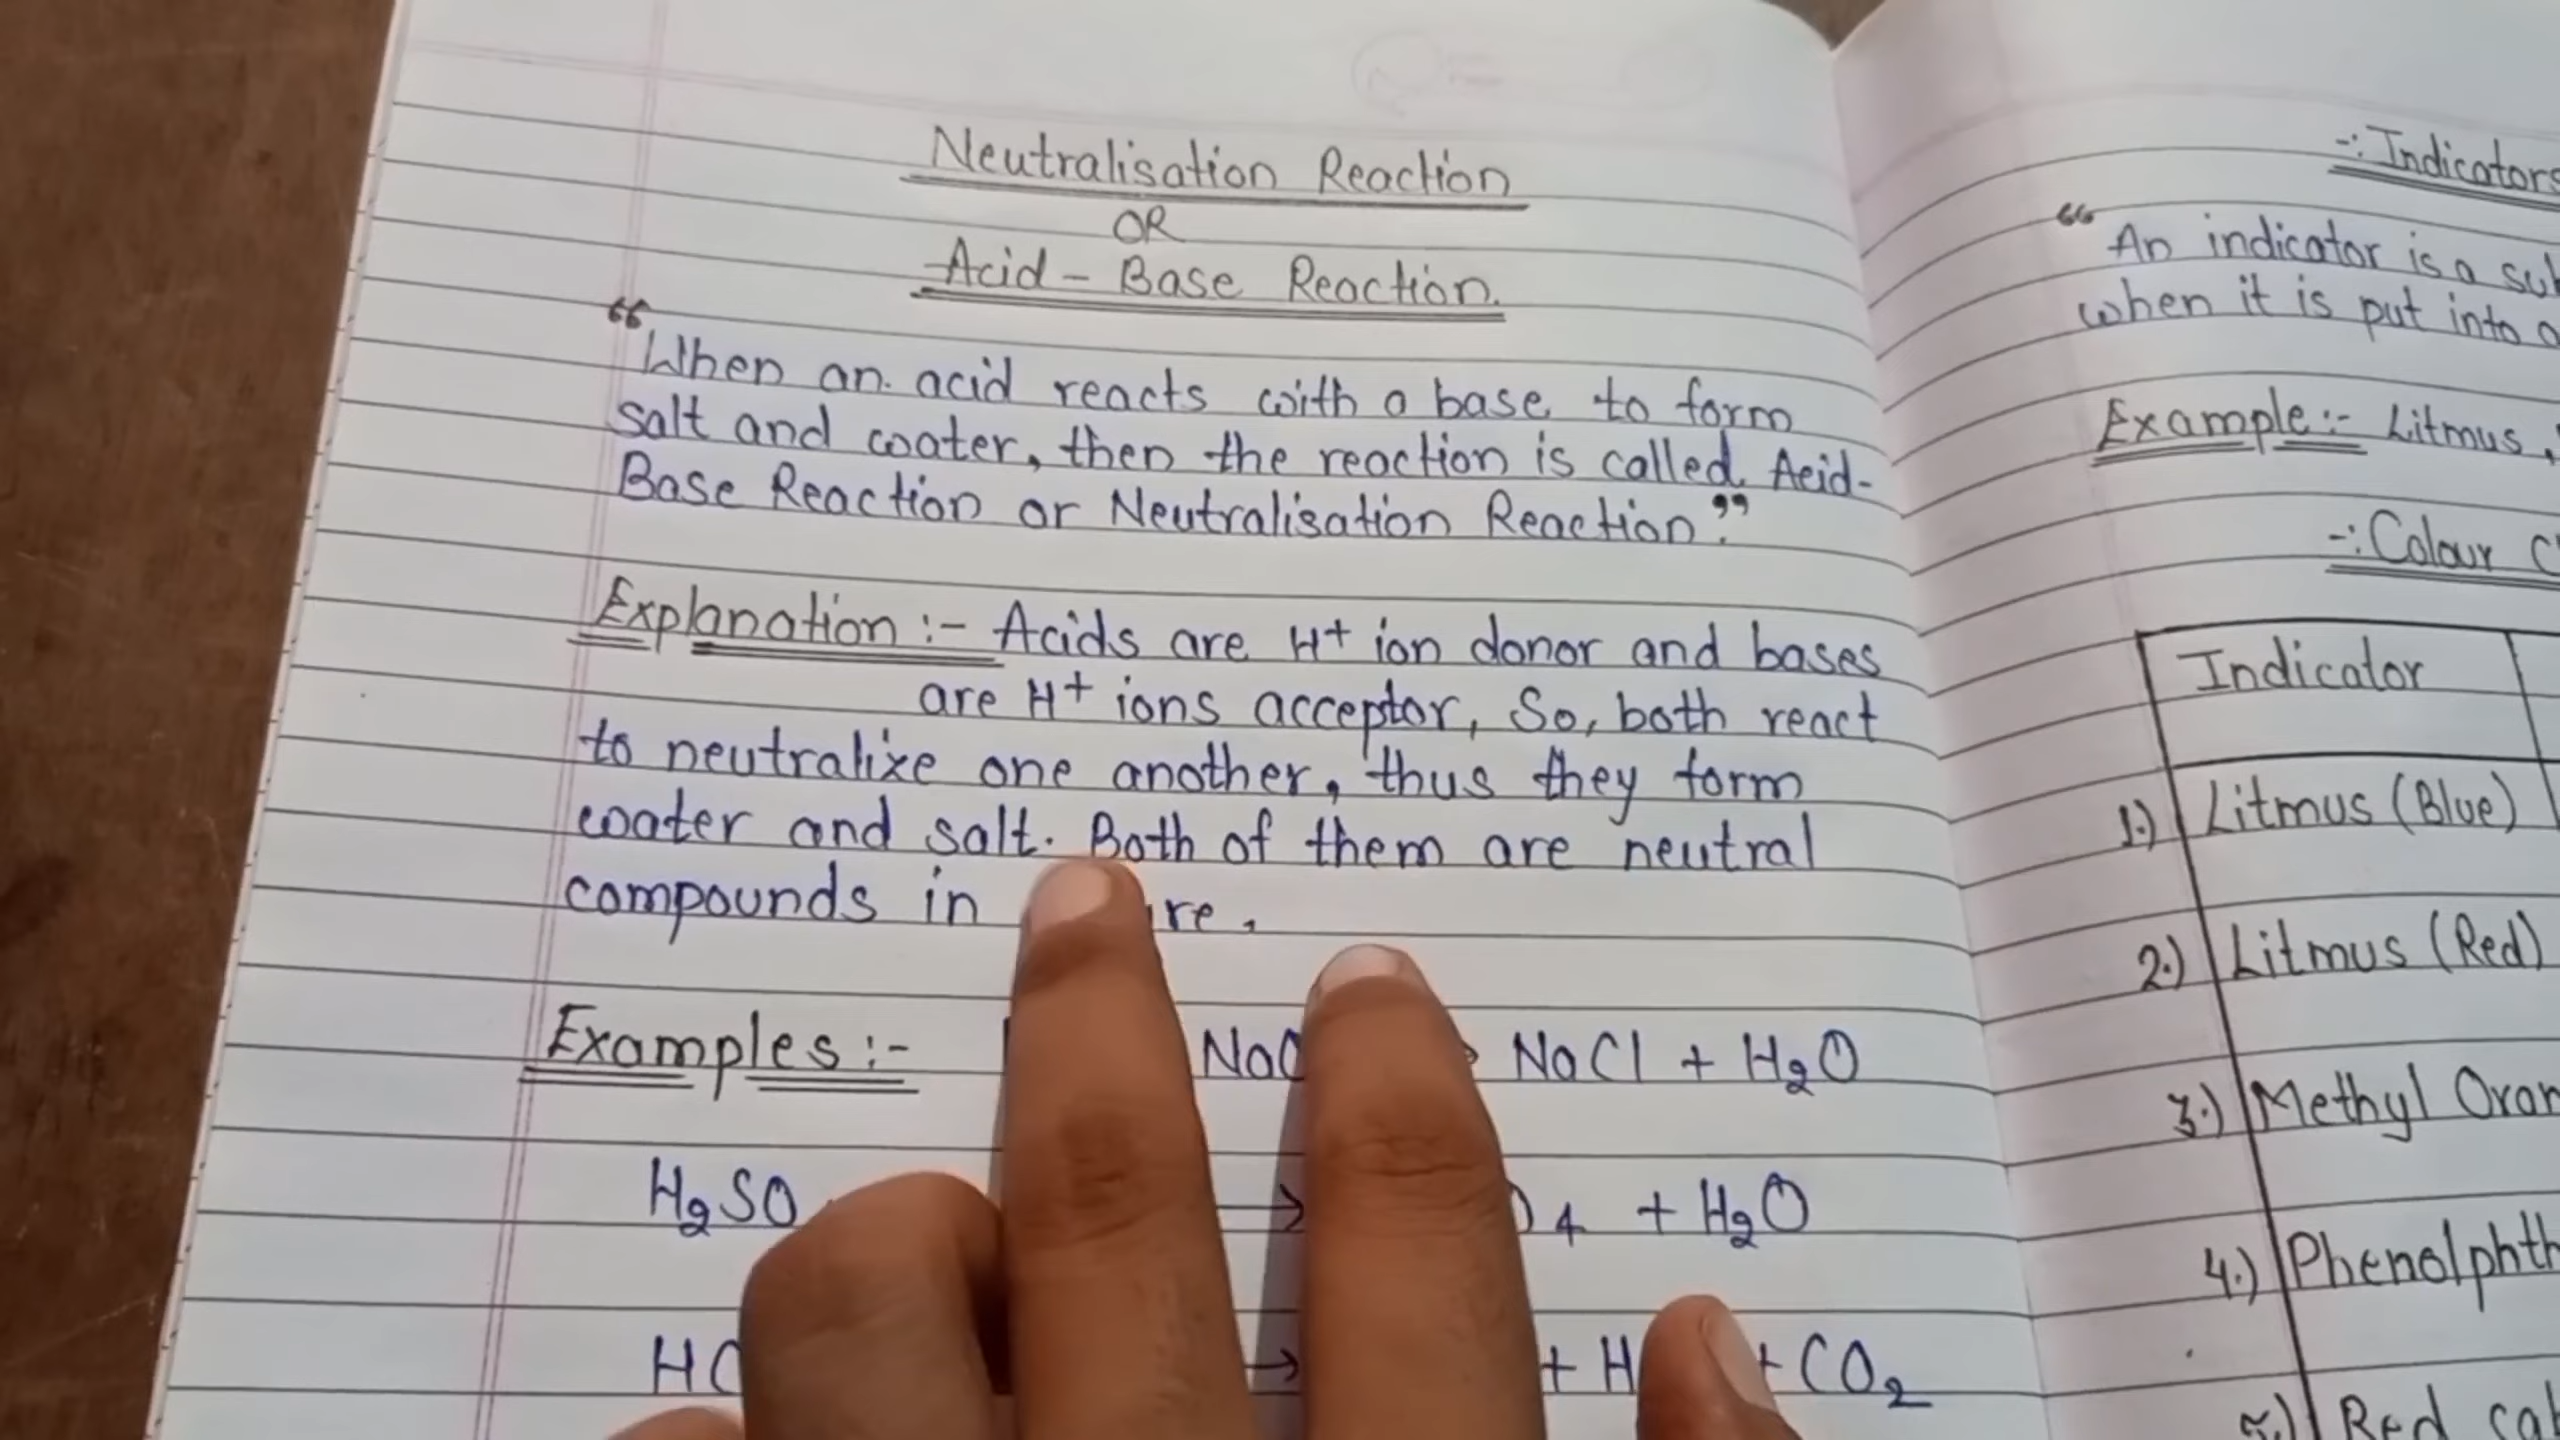 Neutralisation Reaction
OR
Acid - Base Reaction.
“When an acid reacts with a base to form
salt and water, then the reaction is called Acid-
Base Reaction or Neutralisation Reaction.”
Explanation :- Acids are H+ ion donor and bases
are H+ ions acceptor, So, both react
to neutralize one another, thus they form
water and salt. Both of them are neutral
compounds in
Examples :- NaCl + H₂O
H₂SO → 4 + H₂O
→ + H + CO₂
-: Indicators
“An indicator is a
when it is put into a
Example :- Litmus,
-: Colour
Indicator
1.) Litmus (Blue)
2.) Litmus (Red)
3.) Methyl
4.)
5.) Red